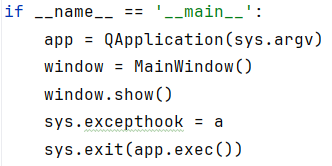 if __name__ == '__main__':
    app = QApplication(sys.argv)
    window = MainWindow()
    window.show()
    sys.excepthook = a
    sys.exit(app.exec())